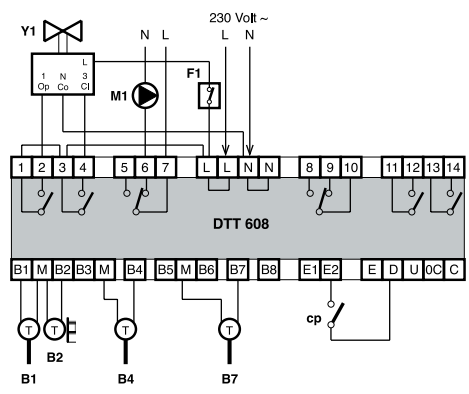 230 Volt ~
Y1
N L
L N
L
1 N 3
Op Co Cl
F1
M1
1 2 3 4 5 6 7 L L N N 8 9 10 11 12 13 14
DTT 608
B1 M B2 B3 M B4 B5 M B6 B7 B8 E1 E2 E D U 0C C
cp
T T T T
B2
B1 B4 B7